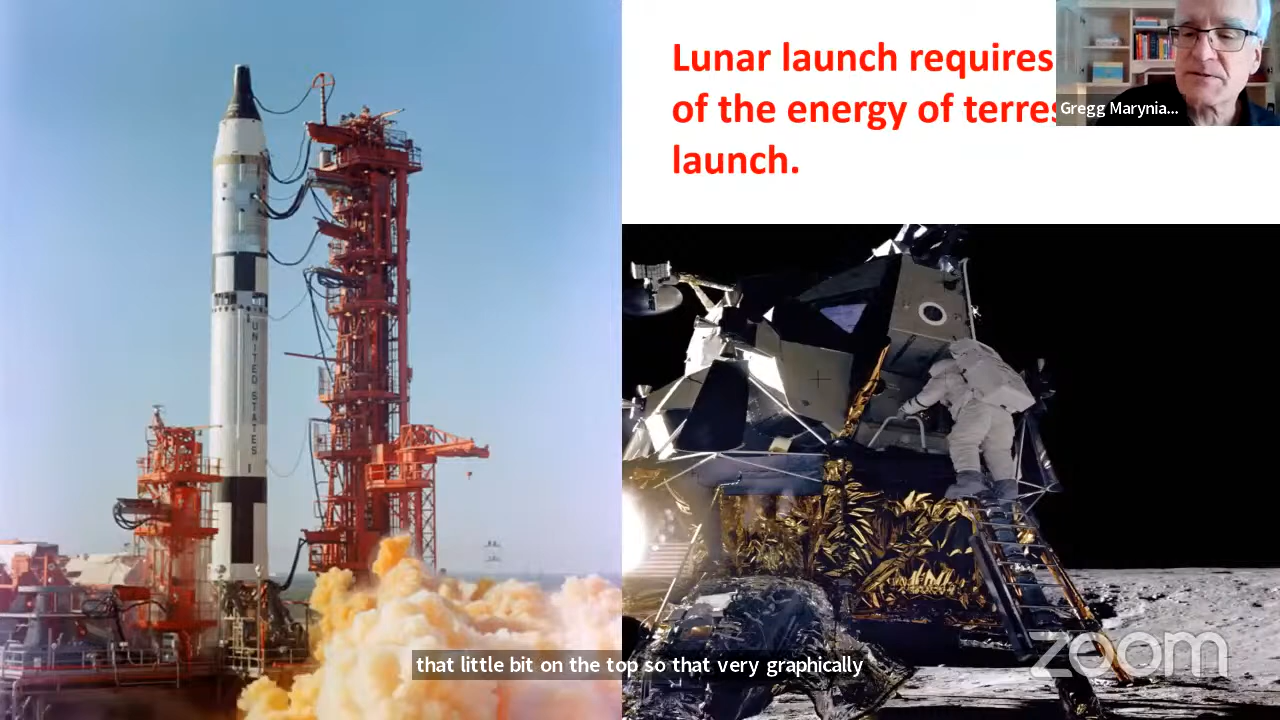 Lunar launch requires
of the energy of
launch.
Gregg Marynia...
UNITED STATES
that little bit on the top so that very graphically
zoom